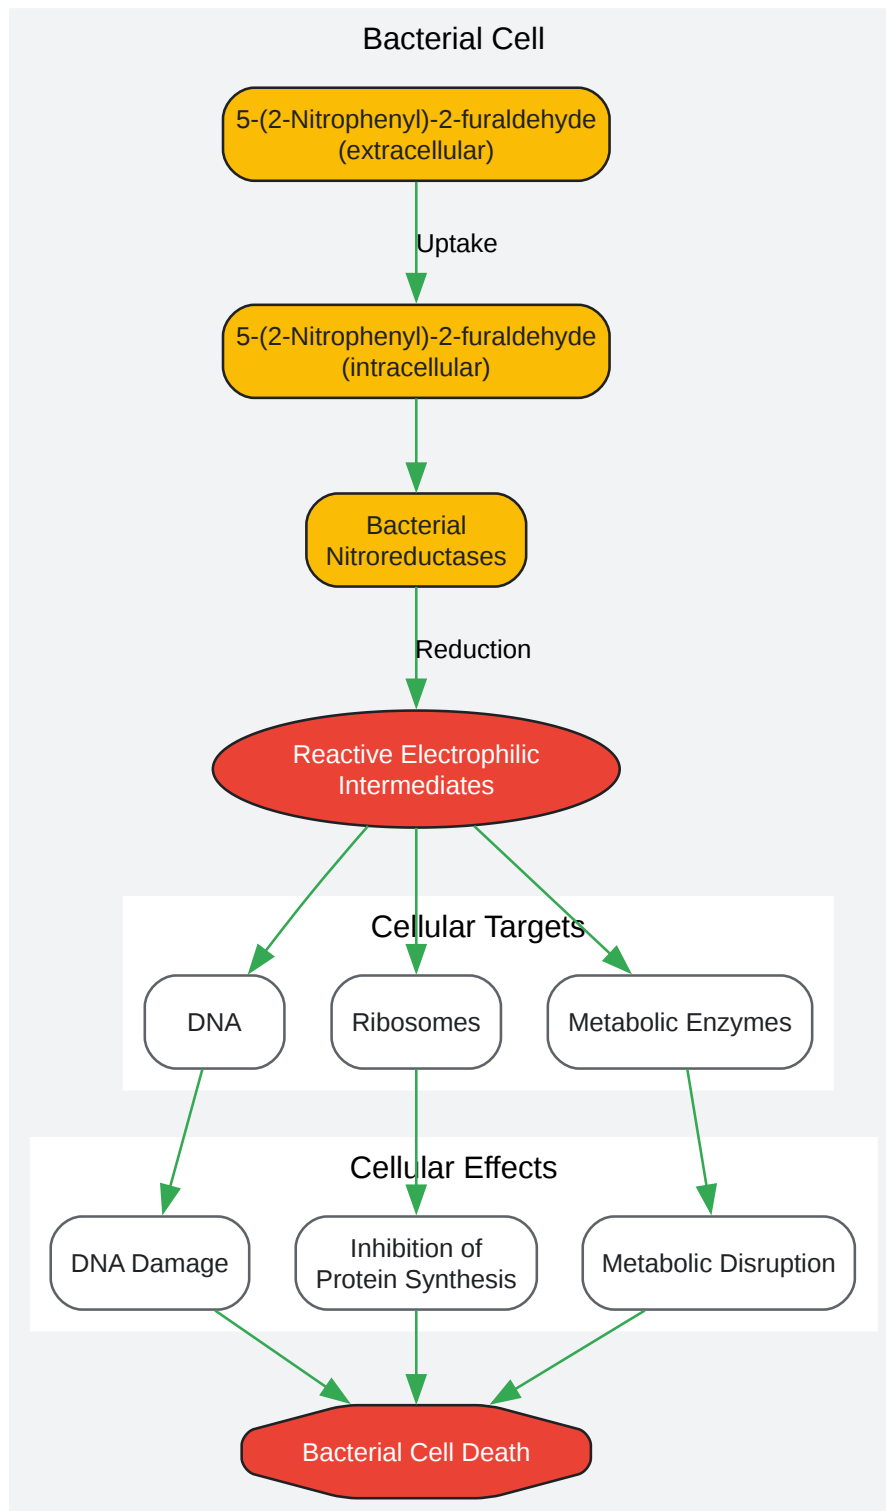 Bacterial Cell
5-(2-Nitrophenyl)-2-furaldehyde
(extracellular)
Uptake
5-(2-Nitrophenyl)-2-furaldehyde
(intracellular)
Bacterial
Nitroreductases
Reduction
Reactive Electrophilic
Intermediates
Cellular Targets
DNA
Ribosomes
Metabolic Enzymes
Cellular Effects
DNA Damage
Inhibition of
Protein Synthesis
Metabolic Disruption
Bacterial Cell Death